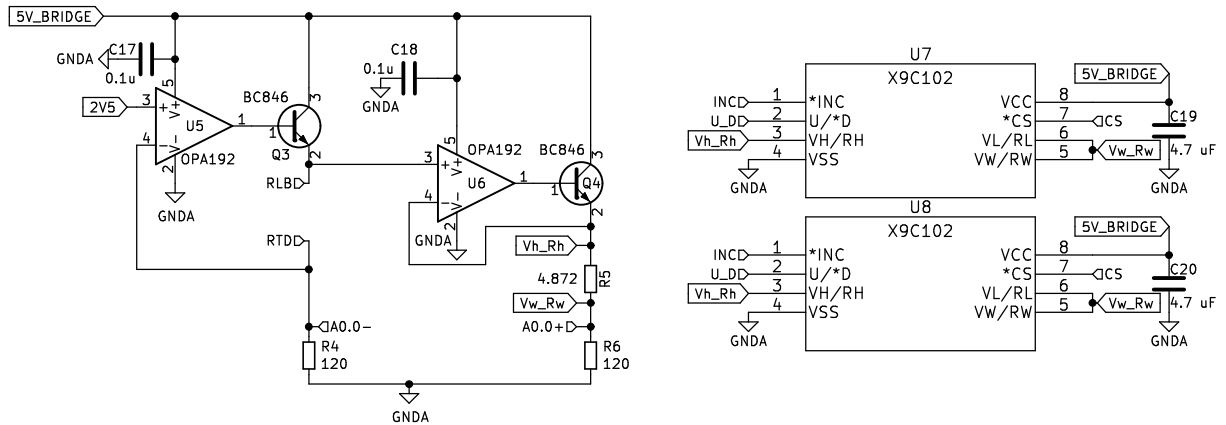 5V_BRIDGE
GNDA
C17
0.1u
5
2V5
3
+
V+
U5
1
4
−
V-
2
OPA192
GNDA
BC846
3
1
Q3
2
RLB
C18
0.1u
GNDA
5
OPA192
3
+
V+
U6
1
4
−
V-
2
GNDA
BC846
3
1
Q4
2
RTD
Vh_Rh
4.872
R5
Vw_Rw
A0.0-
A0.0+
R4
120
R6
120
GNDA
U7
X9C102
INC
1
*INC
U_D
2
U/*D
Vh_Rh
3
VH/RH
4
VSS
GNDA
VCC
8
*CS
7
CS
VL/RL
6
VW/RW
5
Vw_Rw
5V_BRIDGE
C19
4.7 uF
GNDA
U8
X9C102
INC
1
*INC
U_D
2
U/*D
Vh_Rh
3
VH/RH
4
VSS
GNDA
VCC
8
*CS
7
CS
VL/RL
6
VW/RW
5
Vw_Rw
5V_BRIDGE
C20
4.7 uF
GNDA